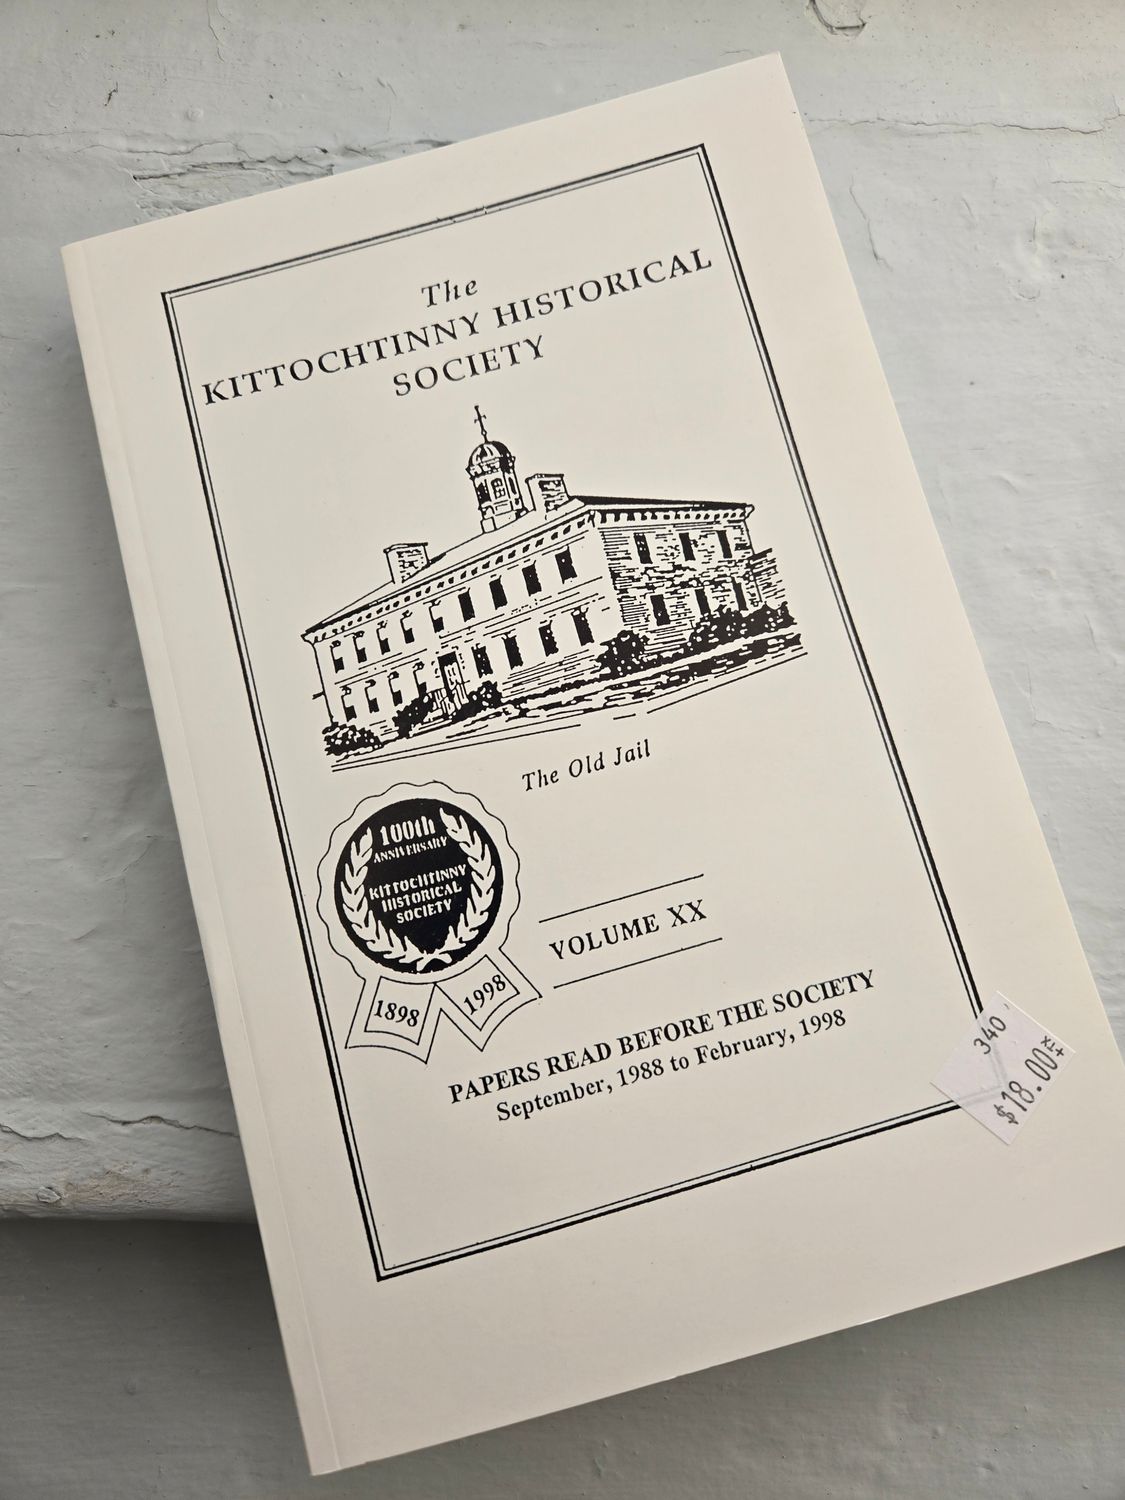 The
KITTOCHTINNY HISTORICAL
SOCIETY
The Old Jail
100th
ANNIVERSARY
KITTOCHTINNY
HISTORICAL
SOCIETY
1898 1998
VOLUME XX
PAPERS READ BEFORE THE SOCIETY
September, 1988 to February, 1998
340
$18.00